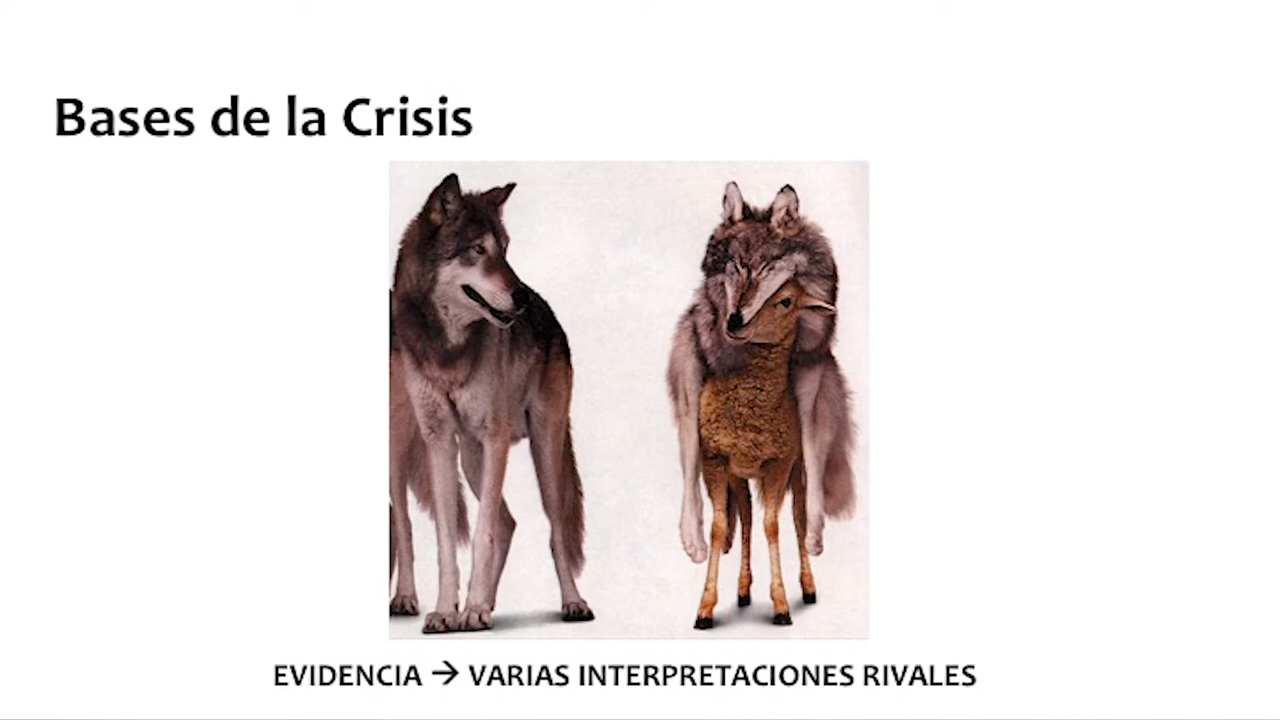 Bases de la Crisis
EVIDENCIA → VARIAS INTERPRETACIONES RIVALES